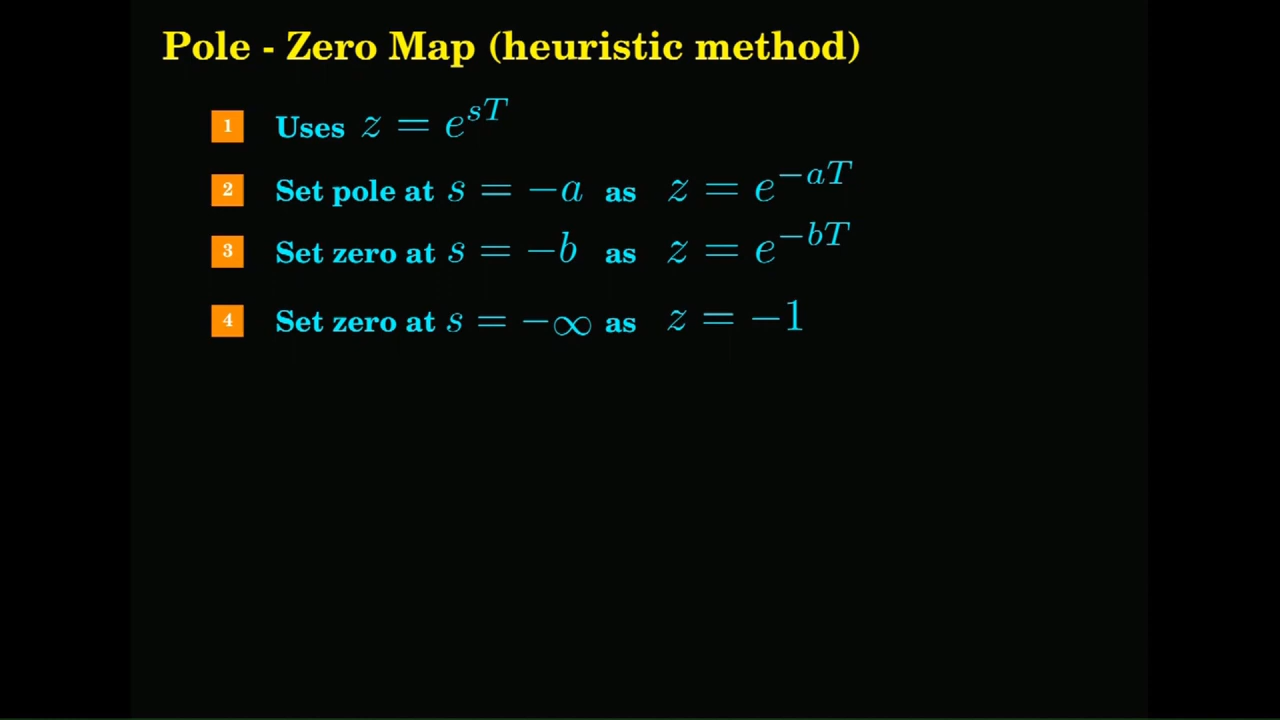 Pole - Zero Map (heuristic method)
1 Uses z = e^{sT}
2 Set pole at s = −a as z = e^{−aT}
3 Set zero at s = −b as z = e^{−bT}
4 Set zero at s = −∞ as z = −1